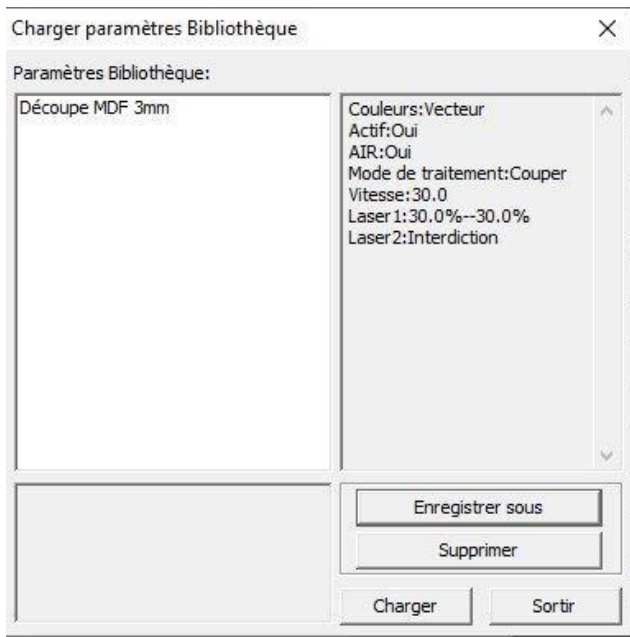 Charger paramètres Bibliothèque
Paramètres Bibliothèque:
Découpe MDF 3mm
Couleurs:Vecteur
Actif:Oui
AIR:Oui
Mode de traitement:Couper
Vitesse:30.0
Laser1:30.0%--30.0%
Laser2:Interdiction
Enregistrer sous
Supprimer
Charger
Sortir